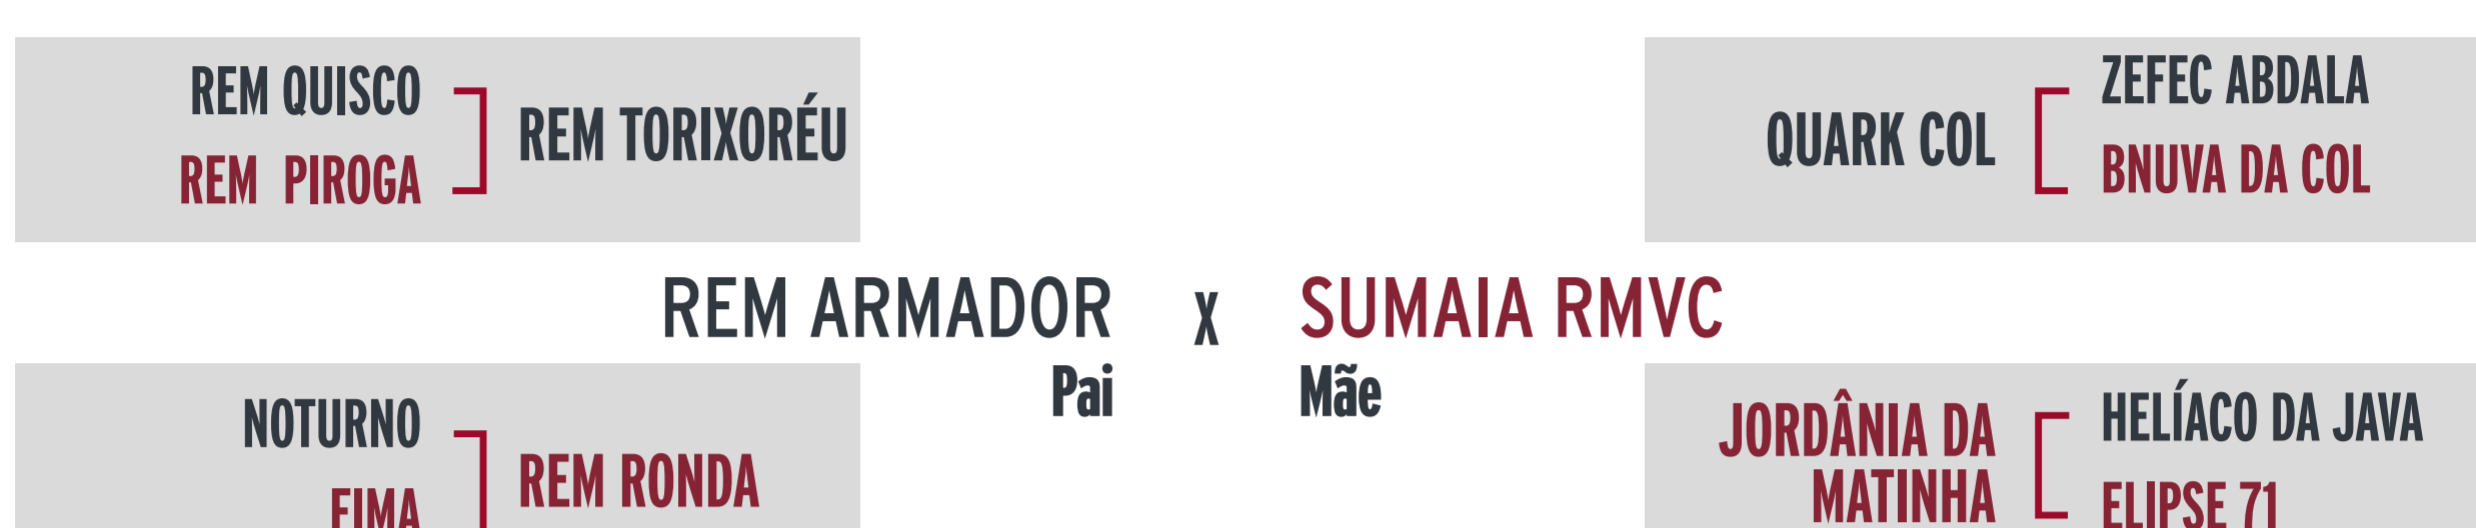 REM QUISCO
REM PIROGA
REM TORIXORÉU
QUARK COL
ZEFEC ABDALA
BNUVA DA COL
REM ARMADOR x SUMAIA RMVC
Pai
Mãe
NOTURNO
FIMA
REM RONDA
JORDÂNIA DA
MATINHA
HELÍACO DA JAVA
ELIPSE 71